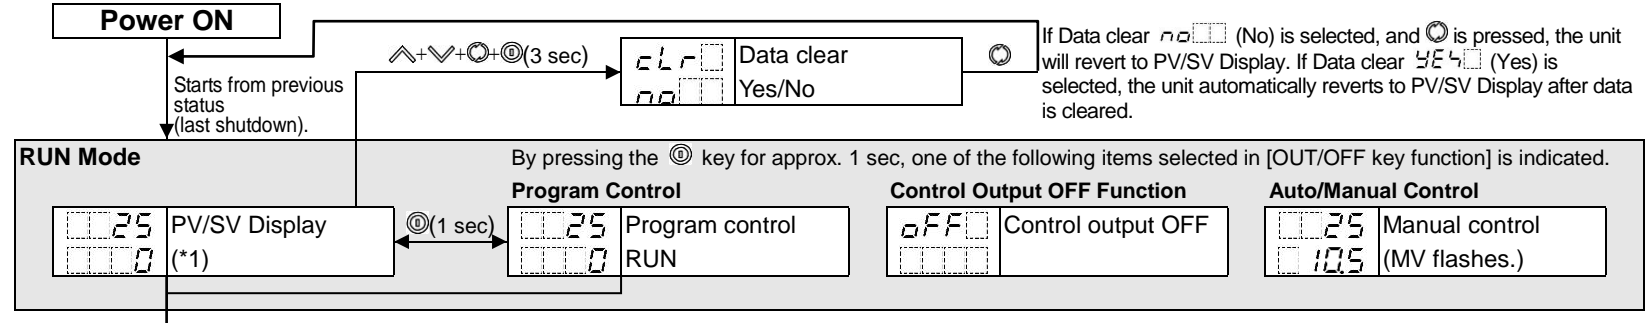 Power ON
Starts from previous
status
(last shutdown).
+ + + (3 sec)
cLr
no
Data clear
Yes/No
If Data clear no (No) is selected, and is pressed, the unit
will revert to PV/SV Display. If Data clear YES (Yes) is
selected, the unit automatically reverts to PV/SV Display after data
is cleared.
RUN Mode
By pressing the key for approx. 1 sec, one of the following items selected in [OUT/OFF key function] is indicated.
Program Control
Control Output OFF Function
Auto/Manual Control
25
0
PV/SV Display
(*1)
(1 sec)
25
0
Program control
RUN
oFF
Control output OFF
25
10.5
Manual control
(MV flashes.)